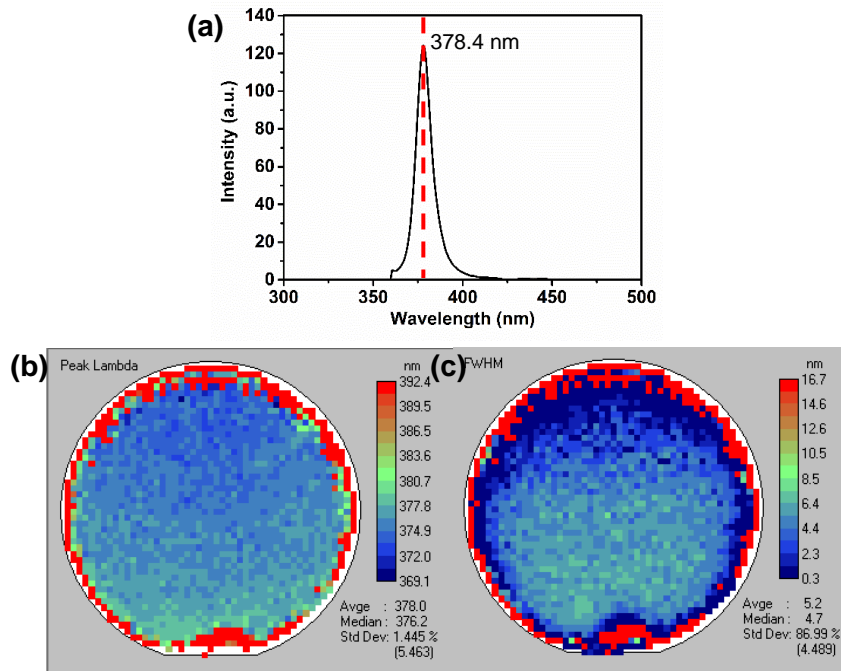 (a)
378.4 nm
140
120
100
80
60
40
20
0
300 350 400 450 500
Intensity (a.u.)
Wavelength (nm)
(b)
Peak Lambda
nm
392.4
389.5
386.5
383.6
380.7
377.8
374.9
372.0
369.1
Avge : 378.0
Median : 376.2
Std Dev: 1.445 %
(5.463)
(c)
FWHM
nm
16.7
14.6
12.6
10.5
8.5
6.4
4.4
2.3
0.3
Avge : 5.2
Median : 4.7
Std Dev: 86.99 %
(4.489)